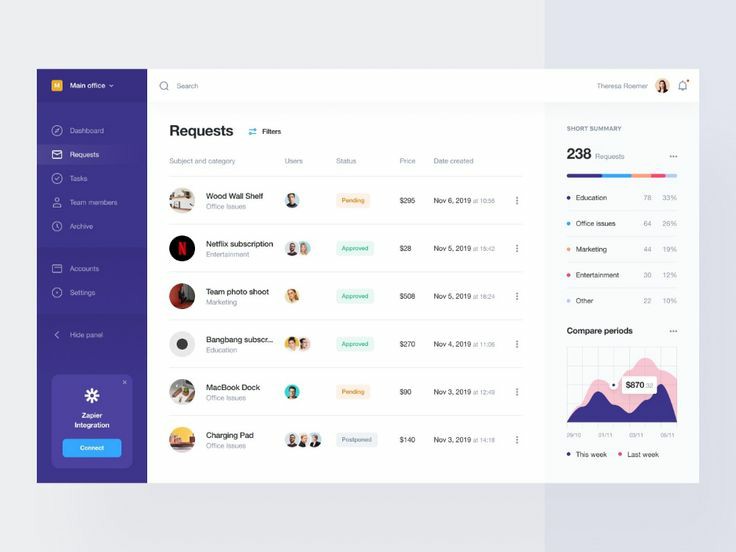 M Main office
Search
Theresa Roemer
Dashboard
Requests
Tasks
Team members
Archive
Accounts
Settings
Hide panel
Zapier
Integration
Connect
Requests
Filters
Subject and category Users Status Price Date created
Wood Wall Shelf
Office Issues
Pending $295 Nov 6, 2019 at 10:55
Netflix subscription
Entertainment
Approved $28 Nov 5, 2019 at 15:42
Team photo shoot
Marketing
Approved $508 Nov 5, 2019 at 18:24
Bangbang subscr...
Education
Approved $270 Nov 4, 2019 at 11:06
MacBook Dock
Office Issues
Pending $90 Nov 3, 2019 at 12:43
Charging Pad
Office Issues
Postponed $140 Nov 3, 2019 at 14:18
SHORT SUMMARY
238 Requests
Education 78 33%
Office issues 64 26%
Marketing 44 19%
Entertainment 30 12%
Other 22 10%
Compare periods
$870.32
29/10 01/11 03/11 05/11
This week Last week